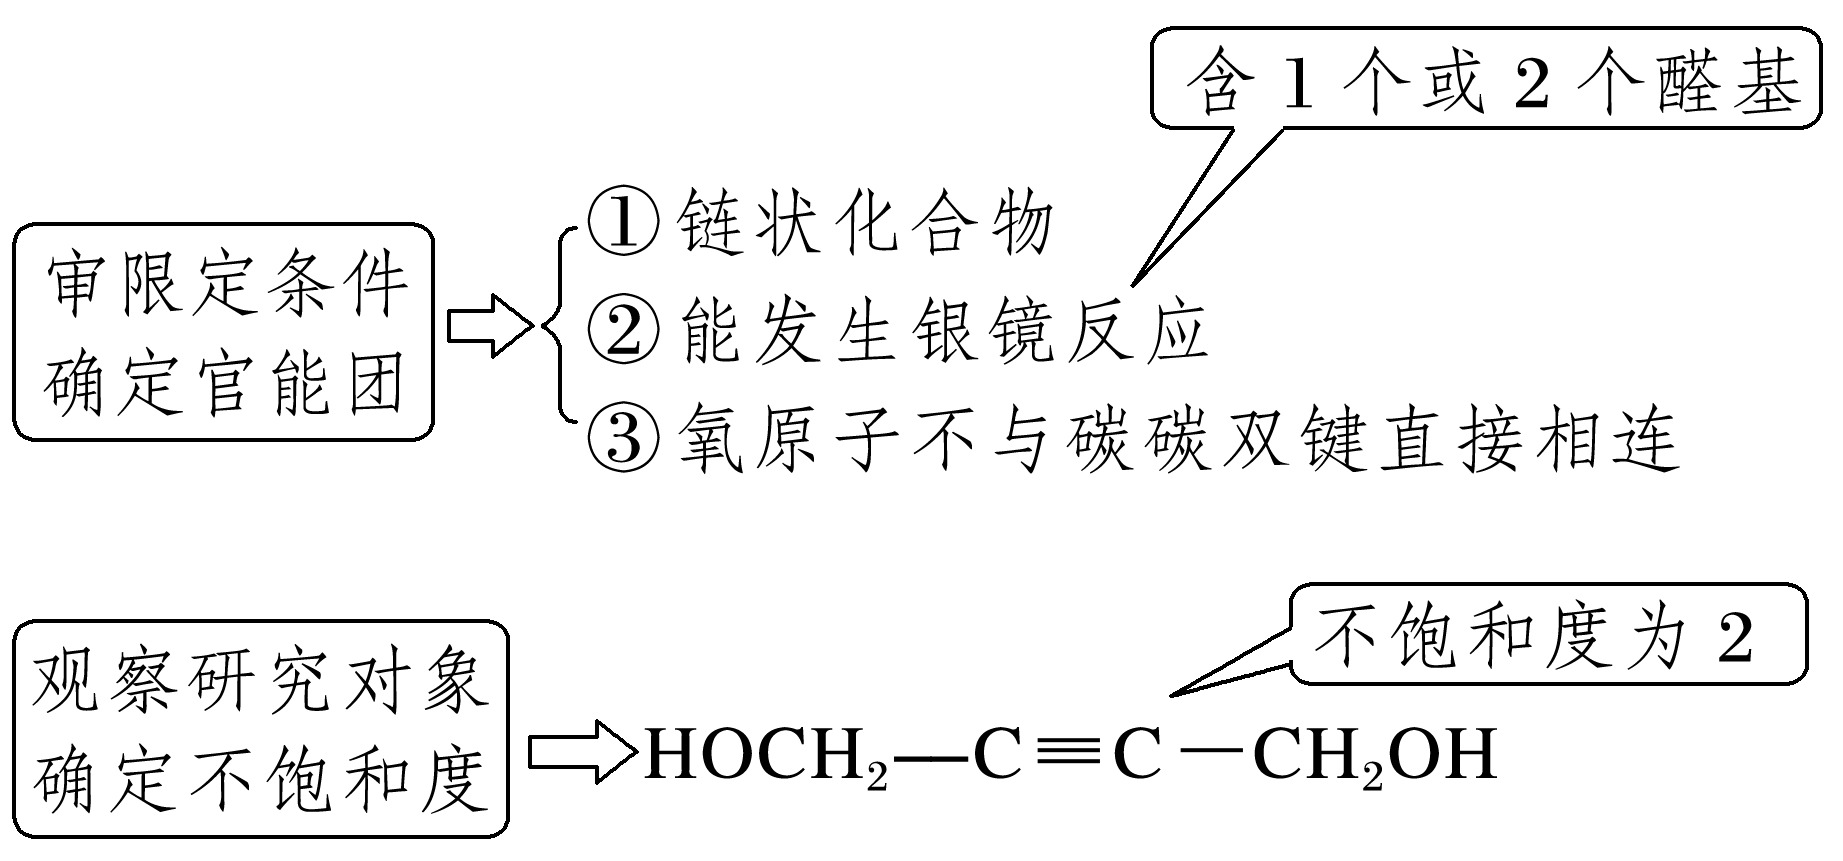 含 1 个或 2 个醛基
审限定条件
确定官能团
①链状化合物
②能发生银镜反应
③氧原子不与碳碳双键直接相连
不饱和度为 2
观察研究对象
确定不饱和度
HOCH₂—C≡C—CH₂OH